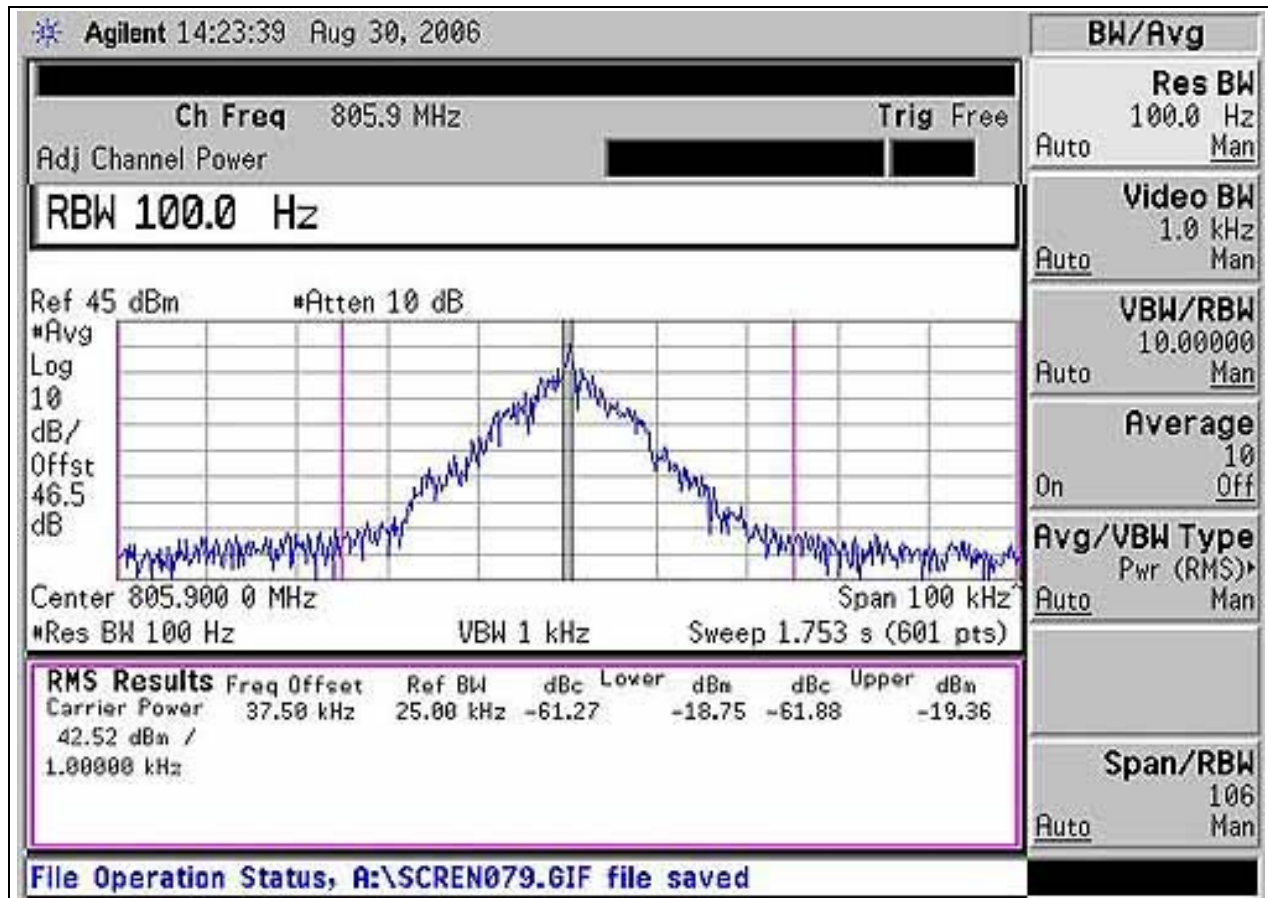 Agilent 14:23:39 Aug 30, 2006
Ch Freq 805.9 MHz Trig Free
Adj Channel Power
RBW 100.0 Hz
Ref 45 dBm #Atten 10 dB
#Avg
Log
10
dB/
Offst
46.5
dB
Center 805.900 0 MHz Span 100 kHz^
#Res BW 100 Hz VBW 1 kHz Sweep 1.753 s (601 pts)
RMS Results Freq Offset Ref BW dBc Lower dBm dBc Upper dBm
Carrier Power 37.50 kHz 25.00 kHz -61.27 -18.75 -61.88 -19.36
42.52 dBm /
1.00000 kHz
File Operation Status, A:\SCREN079.GIF file saved
BW/Avg
Res BW
100.0 Hz
Auto Man
Video BW
1.0 kHz
Auto Man
VBW/RBW
10.00000
Auto Man
Average
10
On Off
Avg/VBW Type
Pwr (RMS)▸
Auto Man
Span/RBW
106
Auto Man